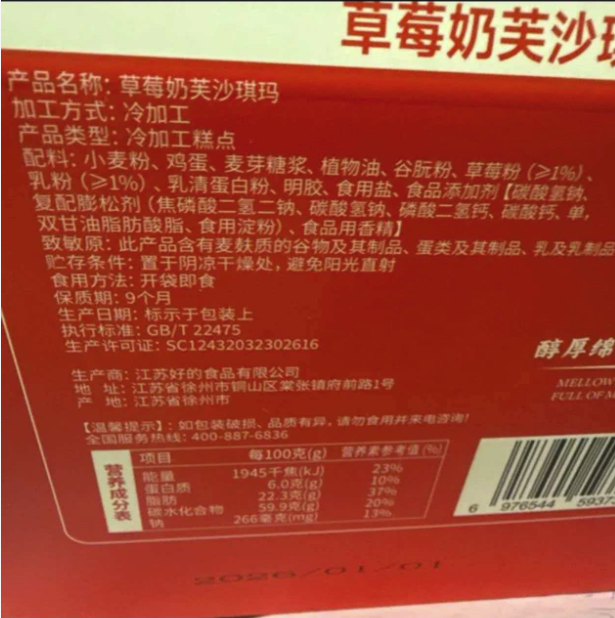 草莓奶芙沙琪
产品名称：草莓奶芙沙琪玛
加工方式：冷加工
产品类型：冷加工糕点
配料：小麦粉、鸡蛋、麦芽糖浆、植物油、谷朊粉、草莓粉（≥1%）、
乳粉（≥1%）、乳清蛋白粉、明胶、食用盐、食品添加剂【碳酸氢钠、
复配膨松剂（焦磷酸二氢二钠、碳酸氢钠、磷酸二氢钙、碳酸钙、单，
双甘油脂肪酸脂、食用淀粉）、食品用香精】
致敏原：此产品含有麦麸质的谷物及其制品、蛋类及其制品、乳及乳制品
贮存条件：置于阴凉干燥处，避免阳光直射
食用方法：开袋即食
保质期：9个月
生产日期：标示于包装上
执行标准：GB/T 22475
生产许可证：SC12432032302616
生产商：江苏好的食品有限公司
地 址：江苏省徐州市铜山区棠张镇府前路1号
产 地：江苏省徐州市
【温馨提示】：如包装破损、品质有异，请勿食用并来电咨询！
全国服务热线：400-887-6836
营养成分表
项目 每100克(g) 营养素参考值(%)
能量 1945千焦(kJ) 23%
蛋白质 6.0克(g) 10%
脂肪 22.3克(g) 37%
碳水化合物 59.9克(g) 20%
钠 266毫克(mg) 13%
醇厚绵
MELLOW
FULL OF M
6 976544 5937
2026/01/01